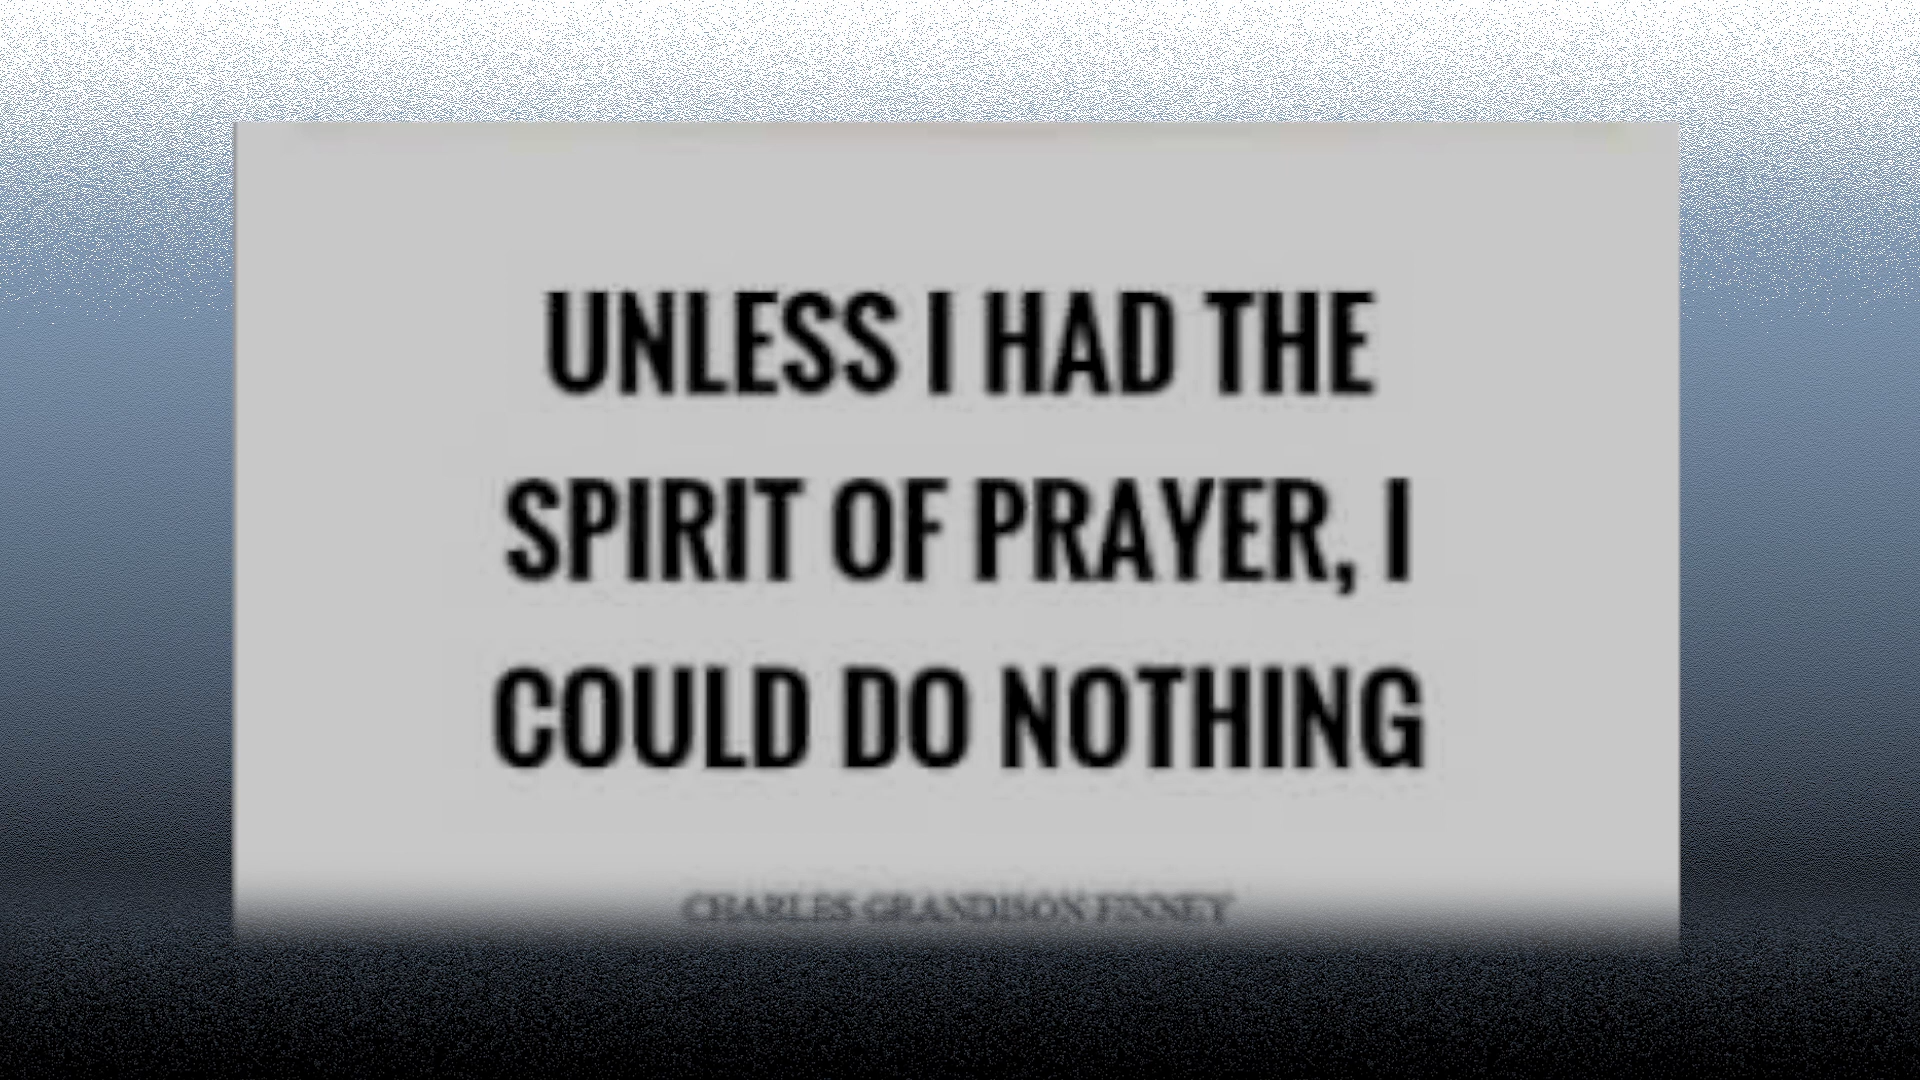 UNLESS I HAD THE
SPIRIT OF PRAYER, I
COULD DO NOTHING
CHARLES GRANDISON FINNEY